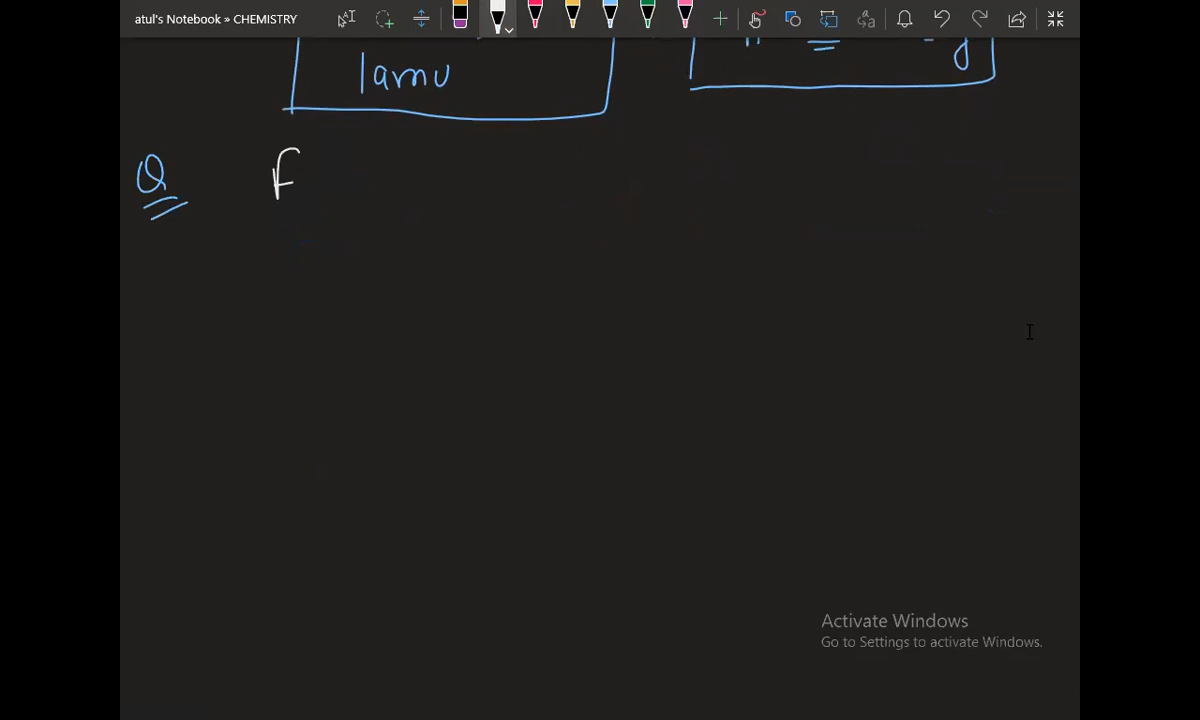 atul's Notebook » CHEMISTRY
1amu
Q F
Activate Windows
Go to Settings to activate Windows.